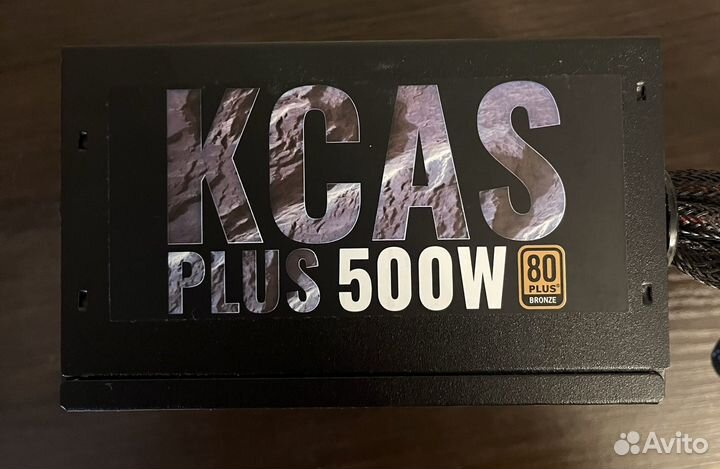 KCAS
PLUS 500W
80
PLUS®
BRONZE
Avito